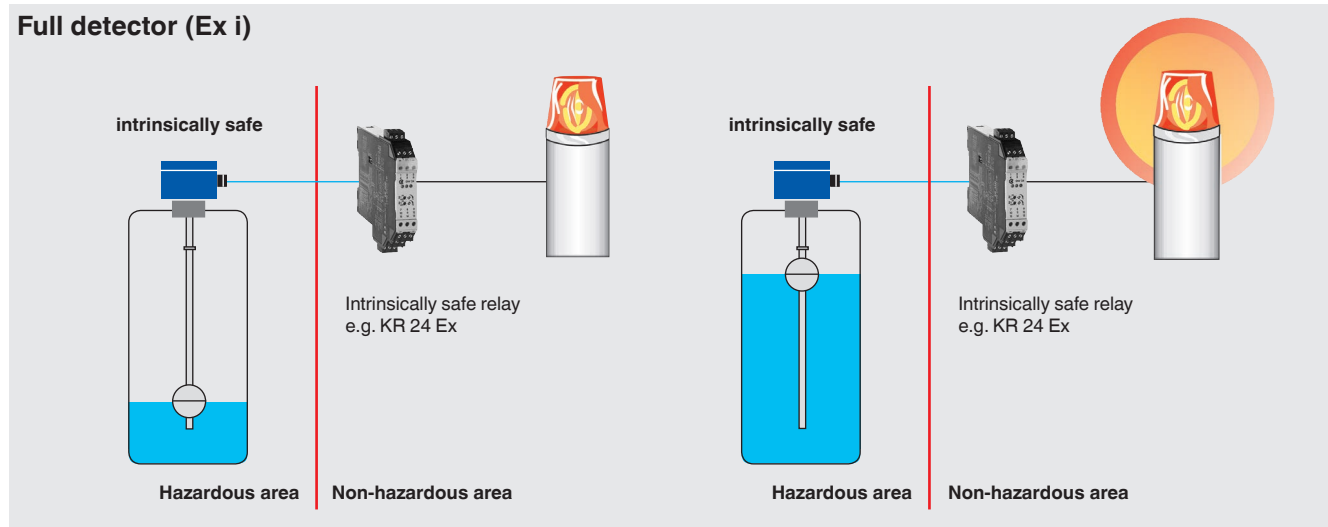 Full detector (Ex i)
intrinsically safe
Intrinsically safe relay
e.g. KR 24 Ex
Hazardous area
Non-hazardous area
intrinsically safe
Intrinsically safe relay
e.g. KR 24 Ex
Hazardous area
Non-hazardous area